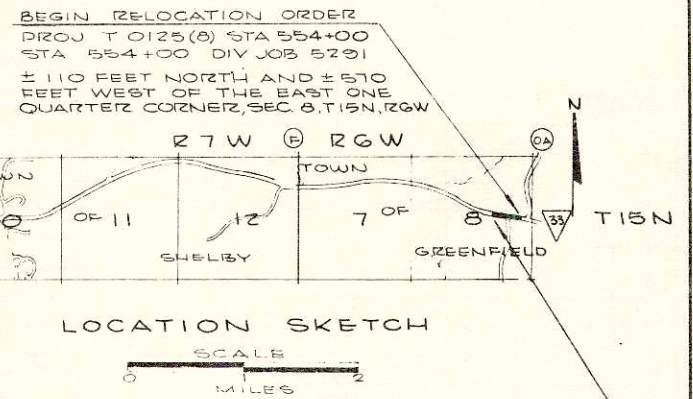 BEGIN RELOCATION ORDER
PROJ T 0125(8) STA 554+00
STA 554+00 DIV JOB 5291
± 110 FEET NORTH AND ± 570
FEET WEST OF THE EAST ONE
QUARTER CORNER, SEC. 8, T15N, R6W
N
R7W F R6W OA
TOWN
OF 11 12 7 OF 8 33 T15N
SHELBY GREENFIELD
LOCATION SKETCH
SCALE
0 1 2
MILES